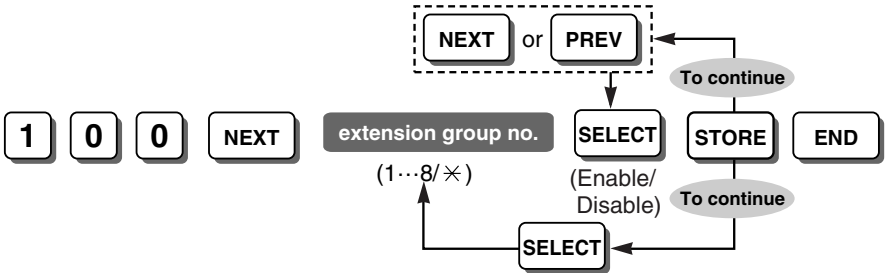 NEXT or PREV
To continue
1 0 0 NEXT extension group no. SELECT STORE END
(1···8/✳) (Enable/
Disable) To continue
SELECT